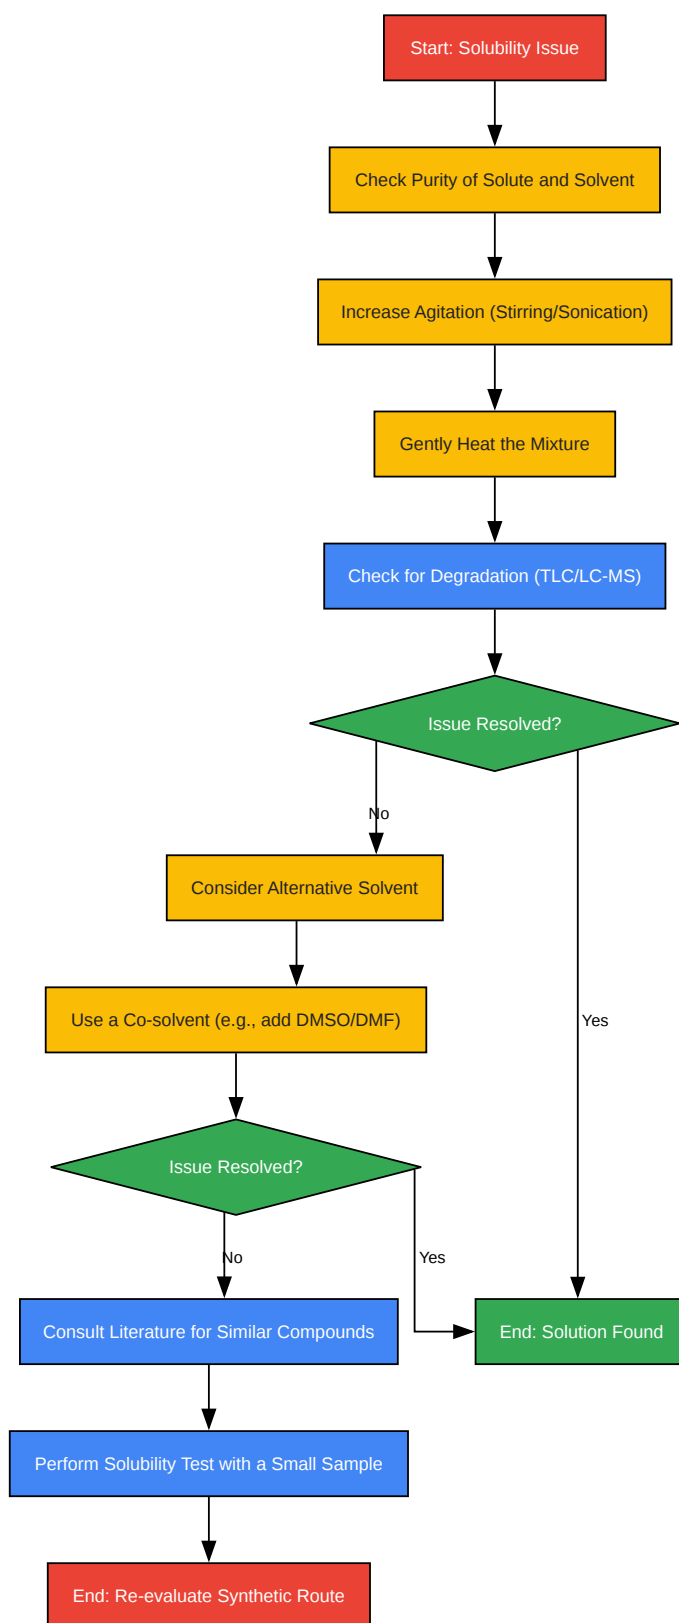 Start: Solubility Issue
Check Purity of Solute and Solvent
Increase Agitation (Stirring/Sonication)
Gently Heat the Mixture
Check for Degradation (TLC/LC-MS)
Issue Resolved?
No
Consider Alternative Solvent
Use a Co-solvent (e.g., add DMSO/DMF)
Yes
Issue Resolved?
No
Yes
Consult Literature for Similar Compounds
End: Solution Found
Perform Solubility Test with a Small Sample
End: Re-evaluate Synthetic Route